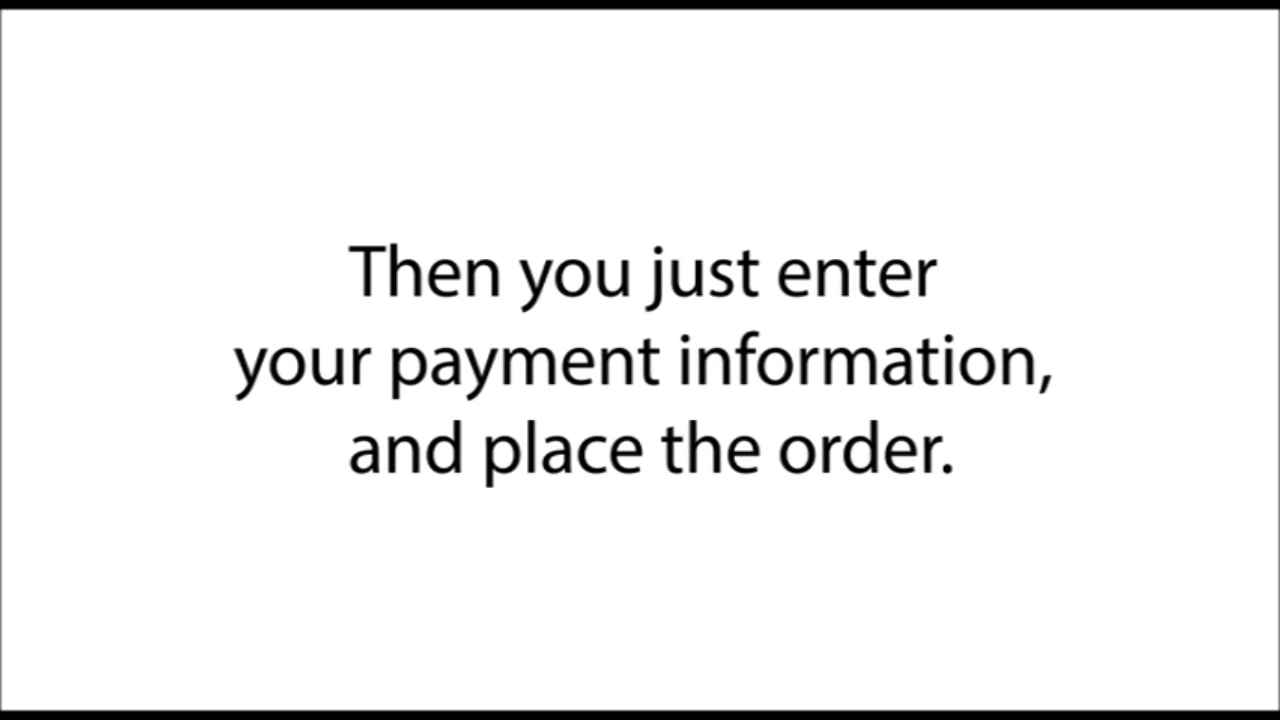 Then you just enter
your payment information,
and place the order.